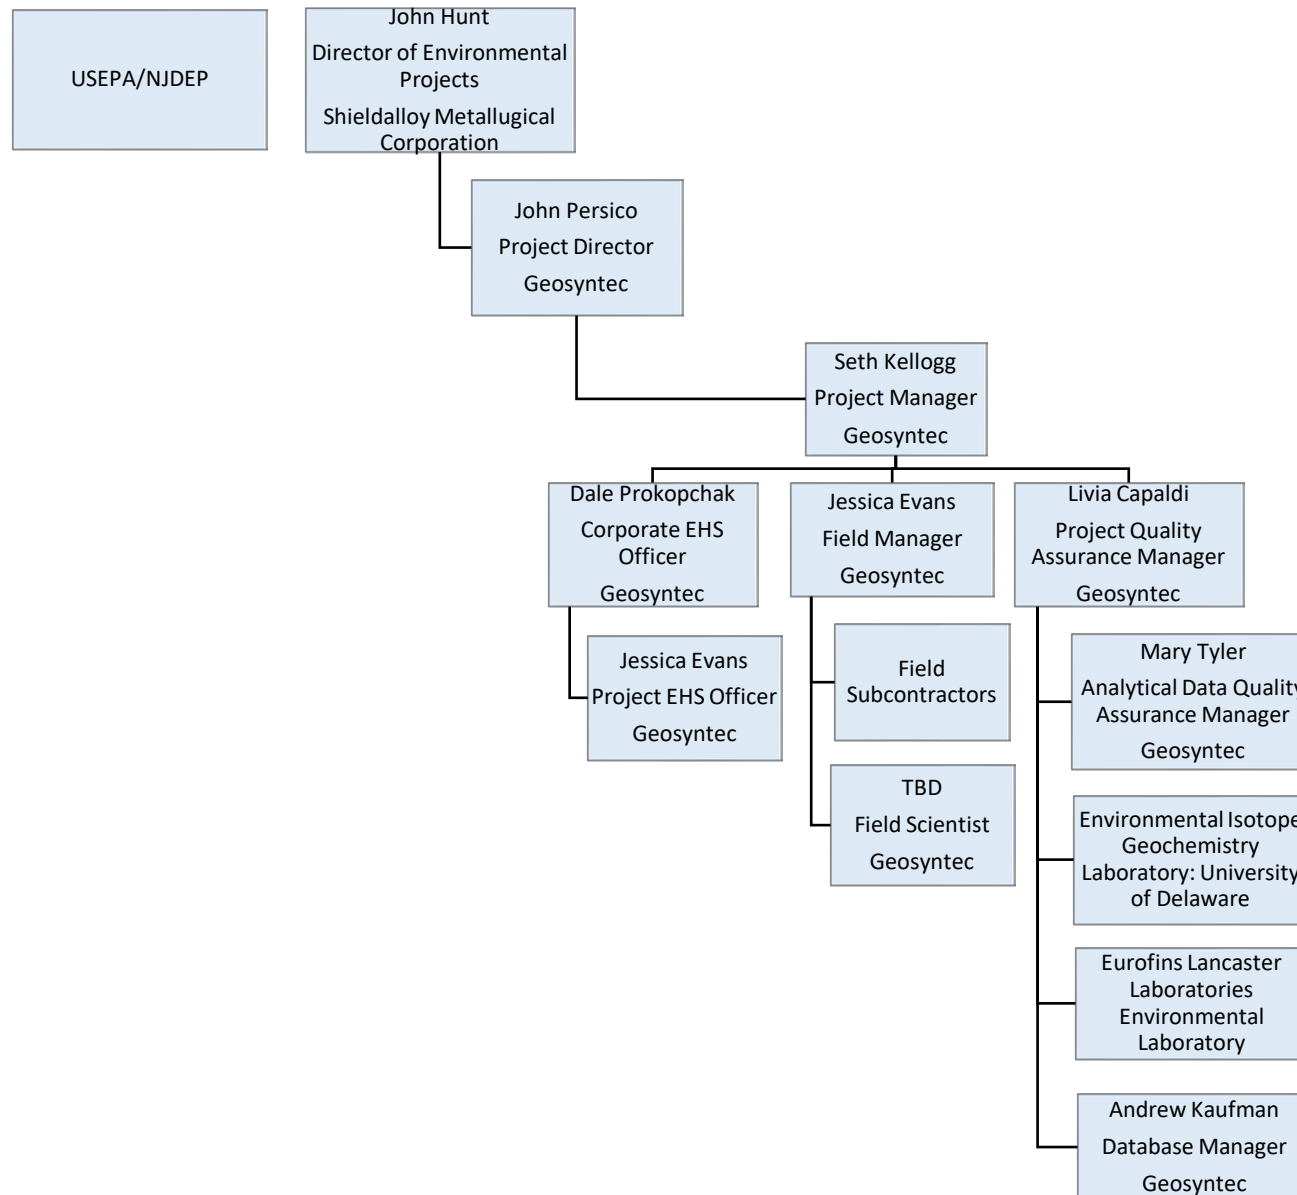 USEPA/NJDEP
John Hunt
Director of Environmental
Projects
Shieldalloy Metallugical
Corporation
John Persico
Project Director
Geosyntec
Seth Kellogg
Project Manager
Geosyntec
Dale Prokopchak
Corporate EHS
Officer
Geosyntec
Jessica Evans
Project EHS Officer
Geosyntec
Jessica Evans
Field Manager
Geosyntec
Field
Subcontractors
TBD
Field Scientist
Geosyntec
Livia Capaldi
Project Quality
Assurance Manager
Geosyntec
Mary Tyler
Analytical Data Quality
Assurance Manager
Geosyntec
Environmental Isotope
Geochemistry
Laboratory: University
of Delaware
Eurofins Lancaster
Laboratories
Environmental
Laboratory
Andrew Kaufman
Database Manager
Geosyntec